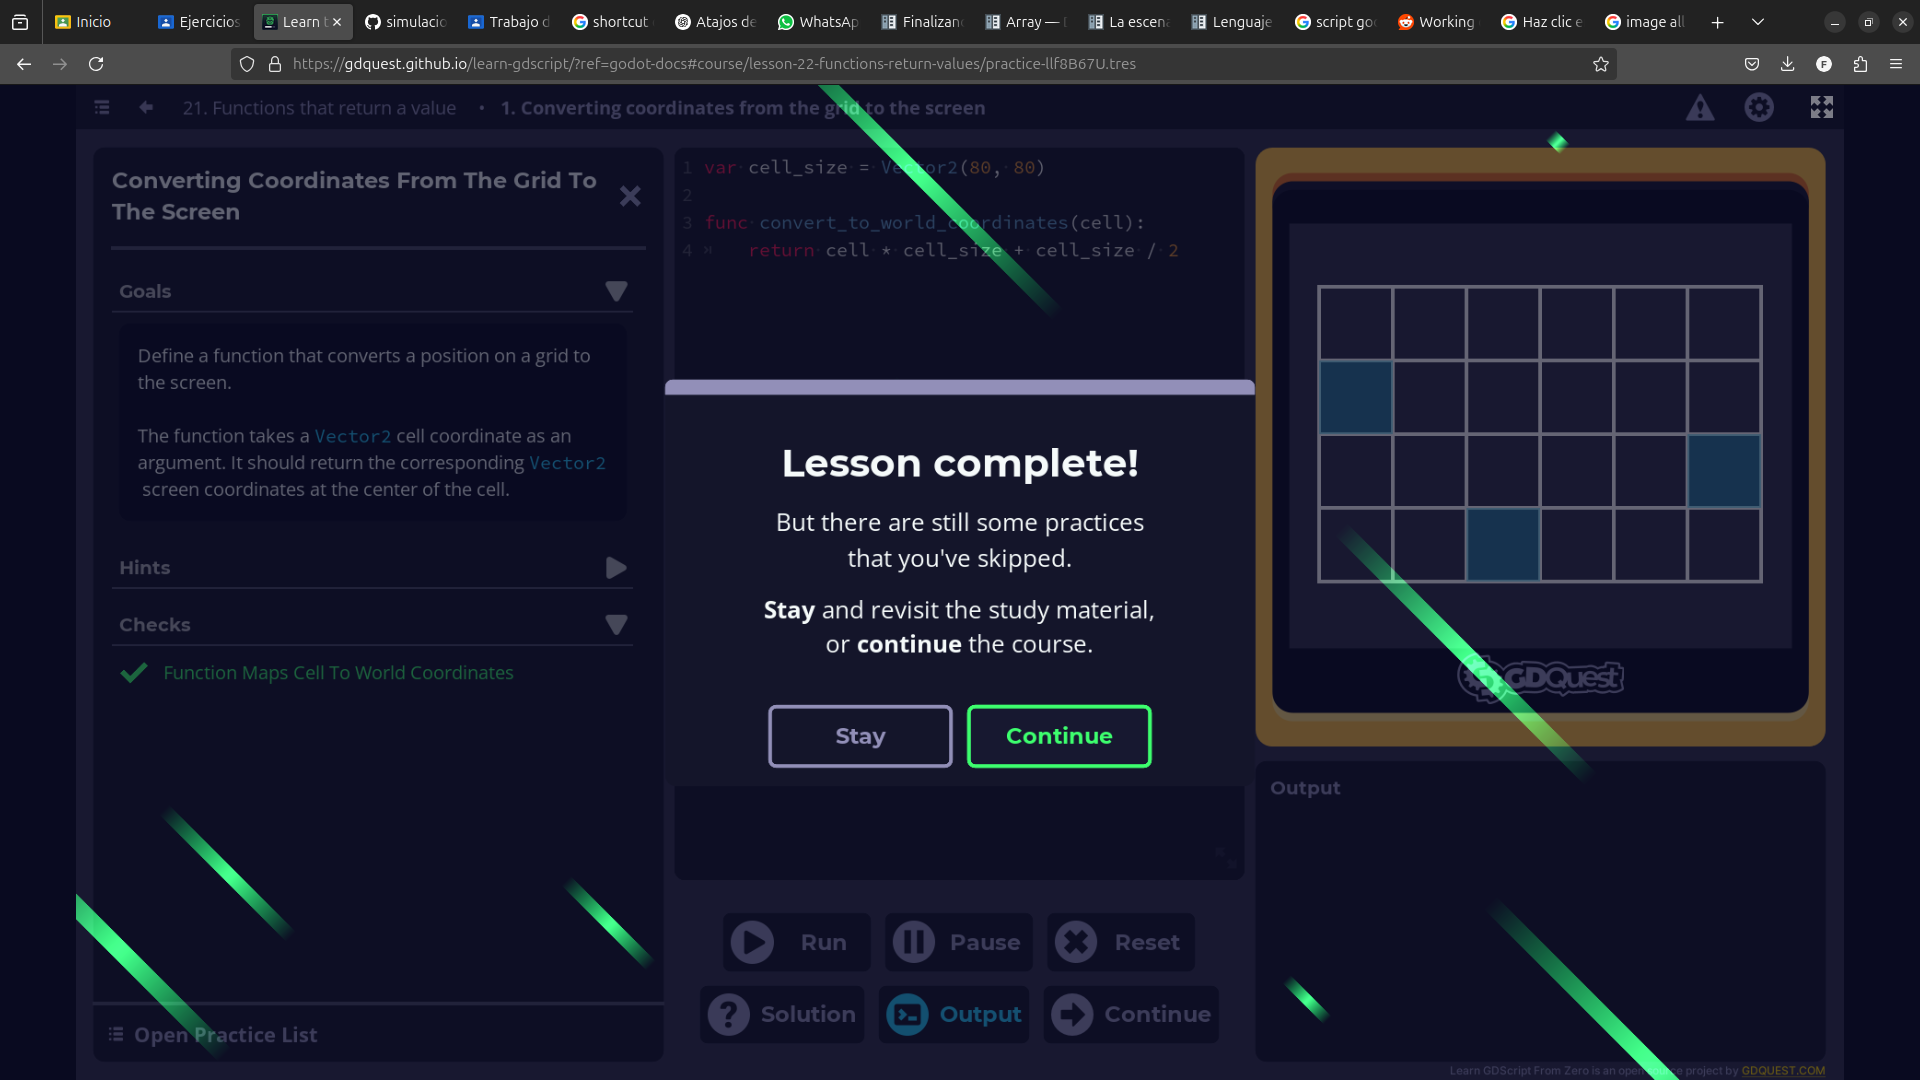 Inicio
Ejercicios
Learn t
simulacio
Trabajo d
shortcut
Atajos de
WhatsApp
Finalizan
Array —
La escena
Lenguaje
script go
Working
Haz clic e
image all
https://gdquest.github.io/learn-gdscript/?ref=godot-docs#course/lesson-22-functions-return-values/practice-llf8B67U.tres
21. Functions that return a value • 1. Converting coordinates from the grid to the screen
Converting Coordinates From The Grid To
The Screen
Goals
Define a function that converts a position on a grid to
the screen.
The function takes a Vector2 cell coordinate as an
argument. It should return the corresponding Vector2
screen coordinates at the center of the cell.
Hints
Checks
Function Maps Cell To World Coordinates
Open Practice List
1 var cell_size = Vector2(80, 80)
2
3 func convert_to_world_coordinates(cell):
4 return cell * cell_size + cell_size / 2
Lesson complete!
But there are still some practices
that you've skipped.
Stay and revisit the study material,
or continue the course.
Stay
Continue
Run
Pause
Reset
Solution
Output
Continue
GDQuest
Output
Learn GDScript From Zero is an open source project by GDQUEST.COM